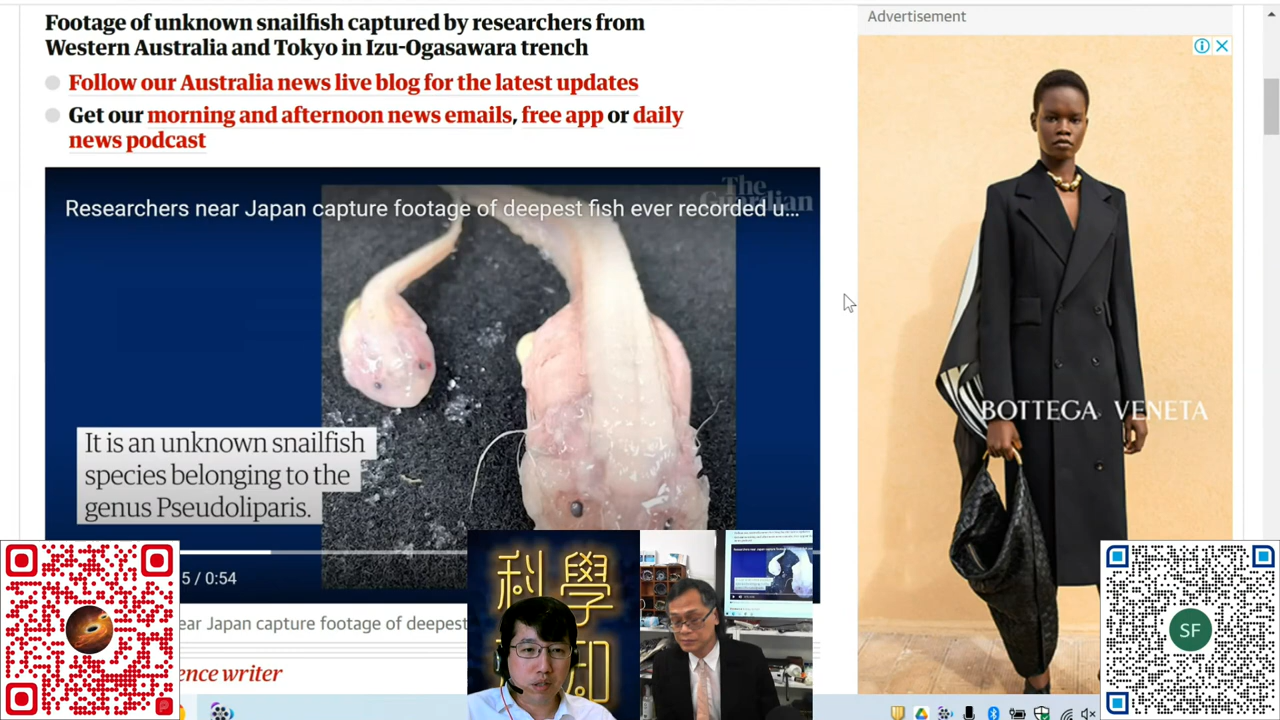 Footage of unknown snailfish captured by researchers from
Western Australia and Tokyo in Izu-Ogasawara trench
Follow our Australia news live blog for the latest updates
Get our morning and afternoon news emails, free app or daily
news podcast
Advertisement
The
Guardian
Researchers near Japan capture footage of deepest fish ever recorded u...
It is an unknown snailfish
species belonging to the
genus Pseudoliparis.
BOTTEGA VENETA
5 / 0:54
ear Japan capture footage of deepest
ence writer
科學
知
SF